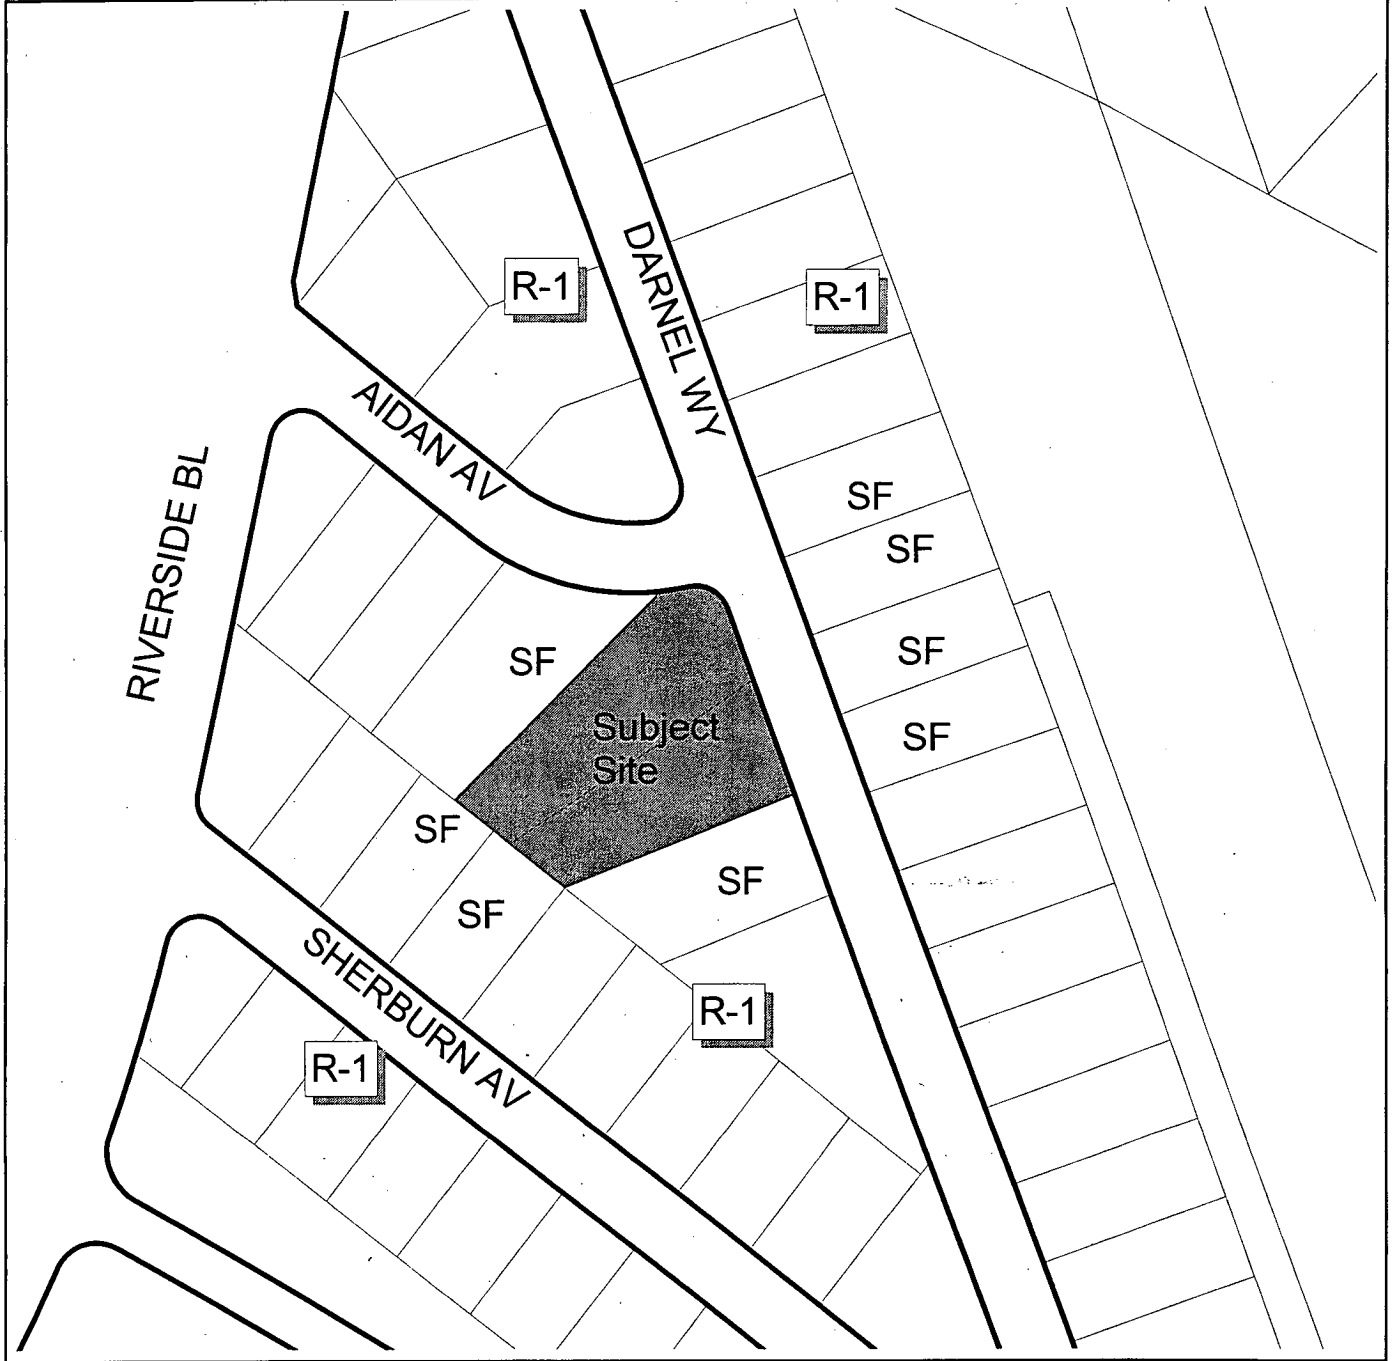 R-1
DARNEL WY
R-1
AIDAN AV
RIVERSIDE BL
SF
SF
SF
SF
SF
Subject
Site
SF
SF
SF
SHERBURN AV
R-1
R-1